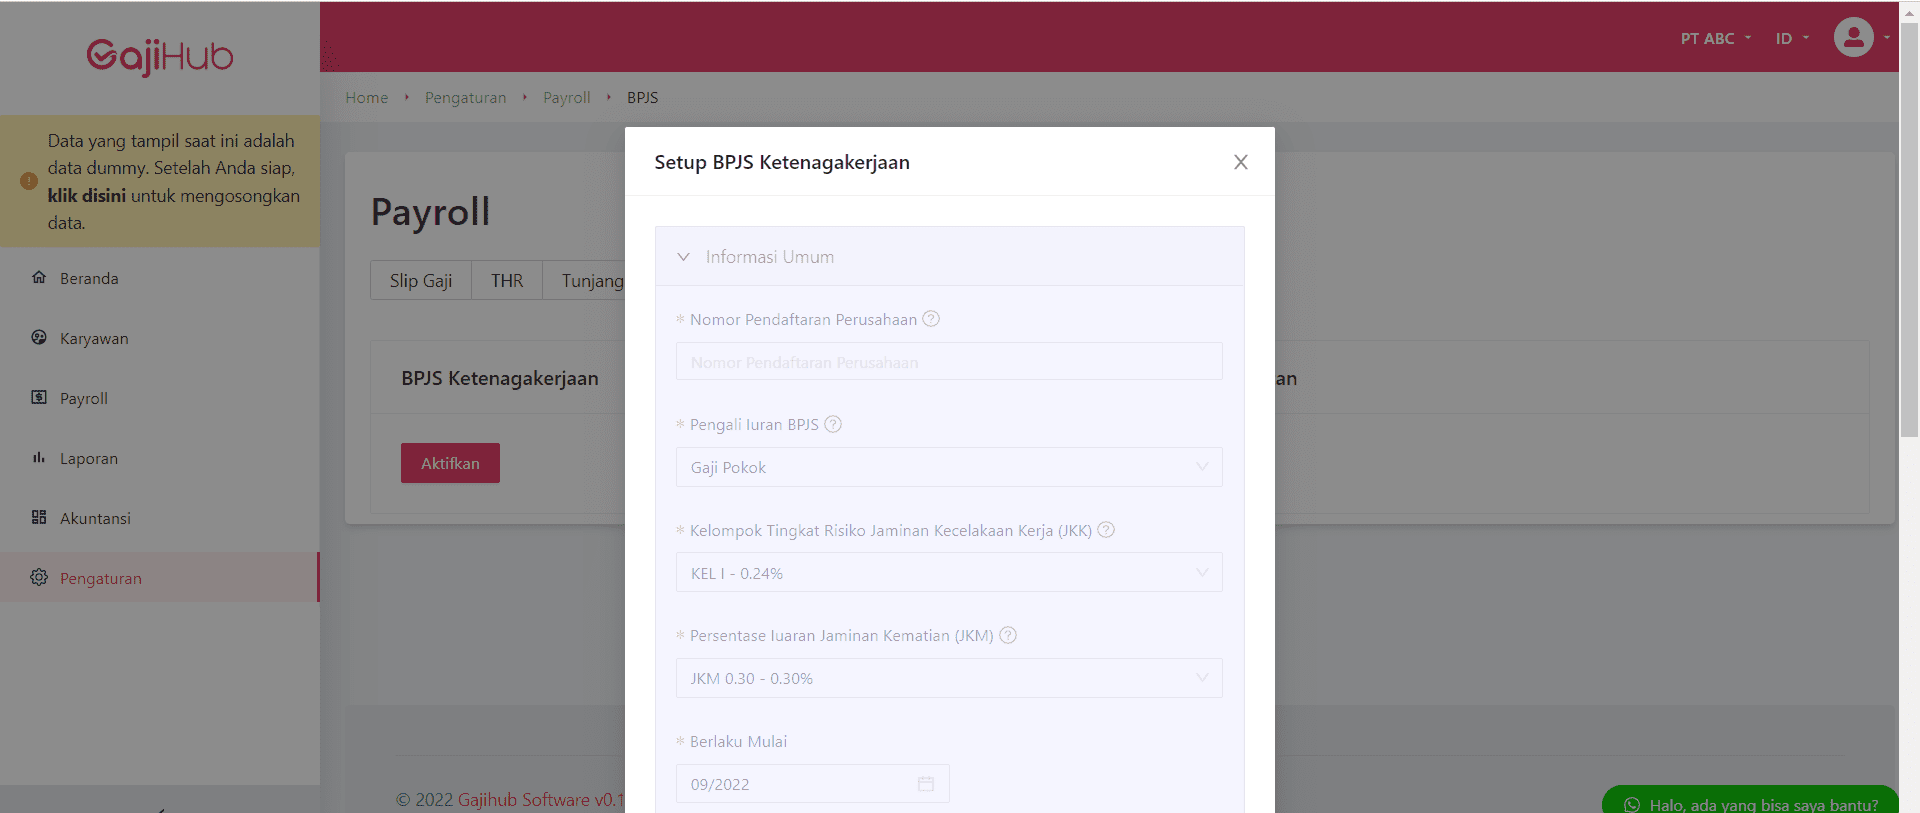 GajiHub
PT ABC
ID
Home
Pengaturan
Payroll
BPJS
Data yang tampil saat ini adalah
data dummy. Setelah Anda siap,
klik disini untuk mengosongkan
data.
Beranda
Karyawan
Payroll
Laporan
Akuntansi
Pengaturan
Payroll
Slip Gaji
THR
Tunjang
BPJS Ketenagakerjaan
an
Aktifkan
Setup BPJS Ketenagakerjaan
Informasi Umum
* Nomor Pendaftaran Perusahaan
Nomor Pendaftaran Perusahaan
* Pengali Iuran BPJS
Gaji Pokok
* Kelompok Tingkat Risiko Jaminan Kecelakaan Kerja (JKK)
KEL I - 0.24%
* Persentase Iuaran Jaminan Kematian (JKM)
JKM 0.30 - 0.30%
* Berlaku Mulai
09/2022
© 2022 Gajihub Software v0.1
Halo, ada yang bisa saya bantu?